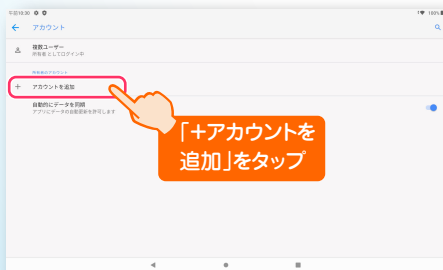 午前10:30
100%
アカウント
複数ユーザー
所有者 としてログイン中
所有者のアカウント
+ アカウントを追加
自動的にデータを同期
アプリにデータの自動更新を許可します
「+アカウントを
追加」をタップ